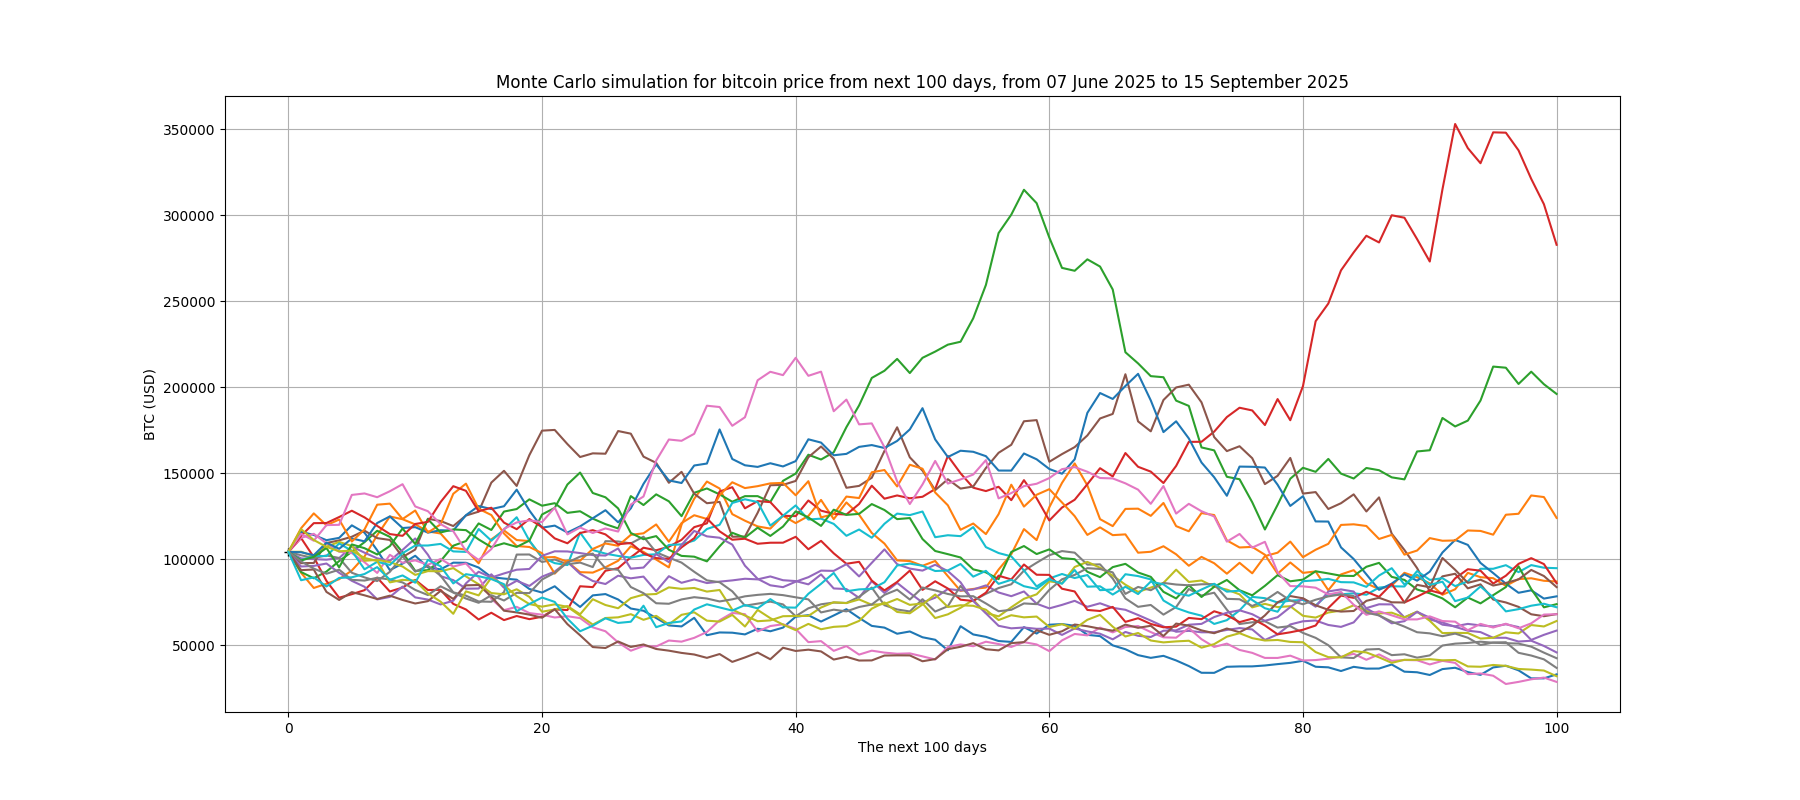 Monte Carlo simulation for bitcoin price from next 100 days, from 07 June 2025 to 15 September 2025
350000
300000
250000
200000
150000
100000
50000
BTC (USD)
0 20 40 60 80 100
The next 100 days